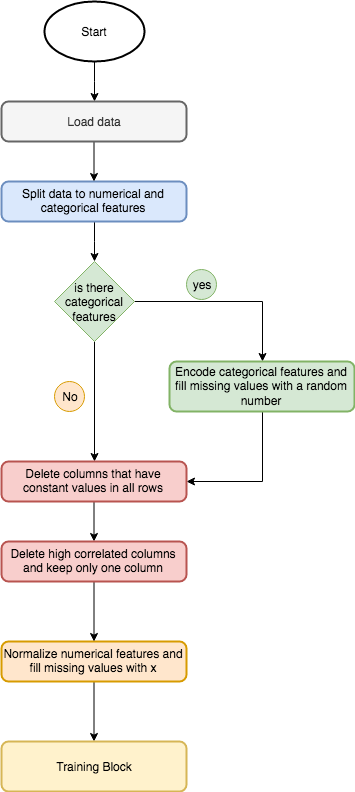 Start
Load data
Split data to numerical and
categorical features
is there
categorical
features
yes
Encode categorical features and
fill missing values with a random
number
No
Delete columns that have
constant values in all rows
Delete high correlated columns
and keep only one column
Normalize numerical features and
fill missing values with x
Training Block